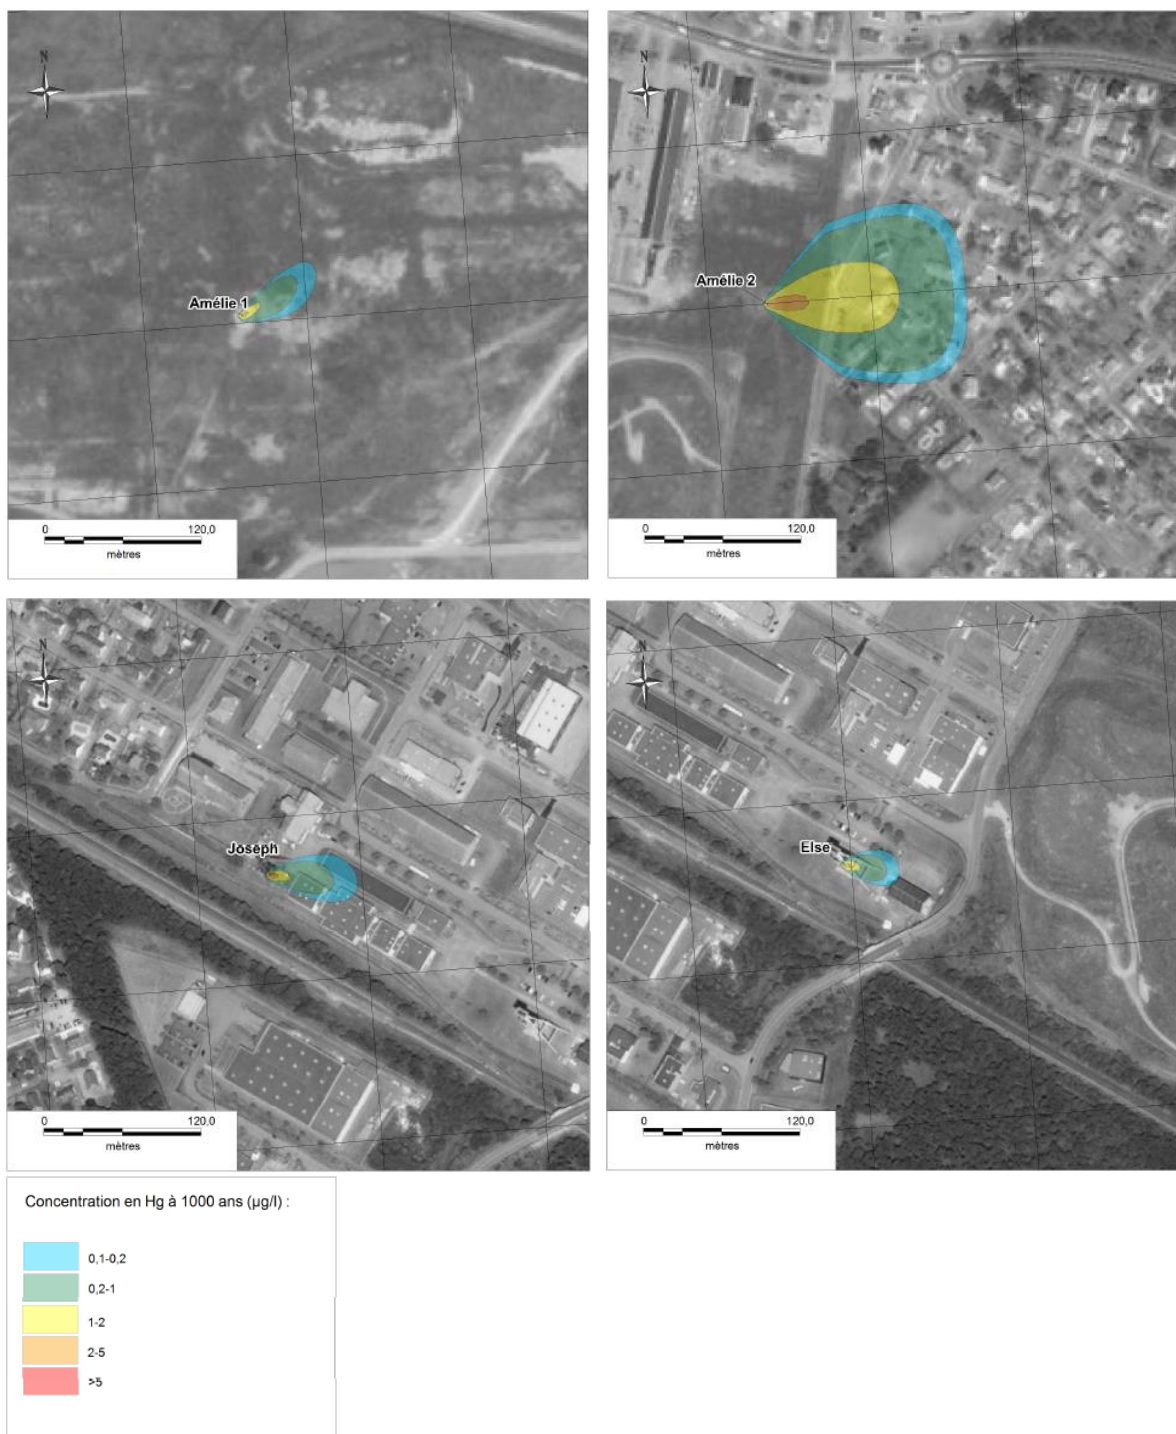 N
Amélie 1
0 120,0
mètres
N
Amélie 2
0 120,0
mètres
N
Joseph
0 120,0
mètres
N
Else
0 120,0
mètres
Concentration en Hg à 1000 ans (µg/l) :
0,1-0,2
0,2-1
1-2
2-5
>5